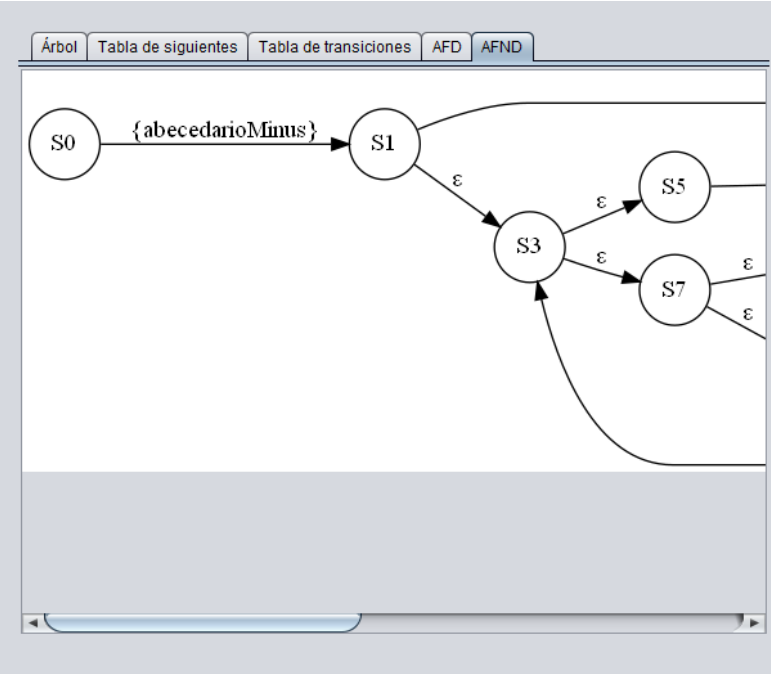 Árbol Tabla de siguientes Tabla de transiciones AFD AFND
S0 {abecedarioMinus} S1
ε
S3
ε
S5
ε
S7
ε
ε